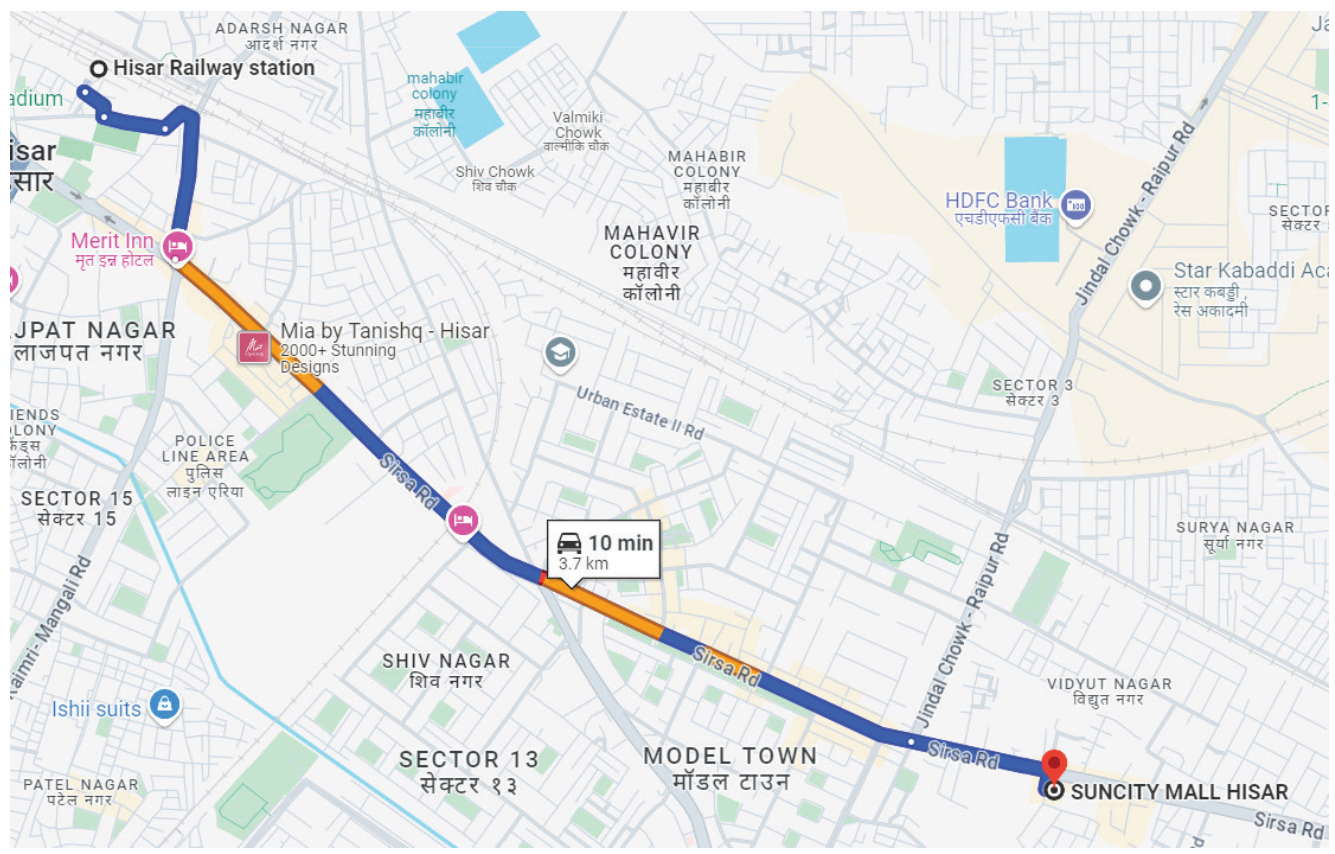 ADARSH NAGAR
आदर्श नगर
Hisar Railway station
adium
isar
सार
mahabir
colony
महाबीर
कॉलोनी
Valmiki
Chowk
वाल्मीकि चौक
Shiv Chowk
शिव चौक
MAHABIR
COLONY
महाबीर
कॉलोनी
HDFC Bank
एचडीएफसी बैंक
Jindal Chowk - Raipur Rd
Ja
1-
SECTOR
सेक्टर
Merit Inn
मृत इन्न होटल
MAHAVIR
COLONY
महावीर
कॉलोनी
Star Kabaddi Aca
स्टार कबड्डी
रेस अकादमी
JPAT NAGAR
लाजपत नगर
Mia by Tanishq - Hisar
2000+ Stunning
Designs
Urban Estate II Rd
SECTOR 3
सेक्टर 3
IENDS
OLONY
फ्रेंड्स
कॉलोनी
POLICE
LINE AREA
पुलिस
लाइन एरिया
SECTOR 15
सेक्टर 15
Sirsa Rd
10 min
3.7 km
SURYA NAGAR
सूर्या नगर
Jindal Chowk - Raipur Rd
Kaimri- Mangali Rd
SHIV NAGAR
शिव नगर
Sirsa Rd
VIDYUT NAGAR
विद्युत नगर
Ishii suits
SECTOR 13
सेक्टर १३
MODEL TOWN
मॉडल टाउन
Sirsa Rd
PATEL NAGAR
पटेल नगर
SUNCITY MALL HISAR
Sirsa Rd